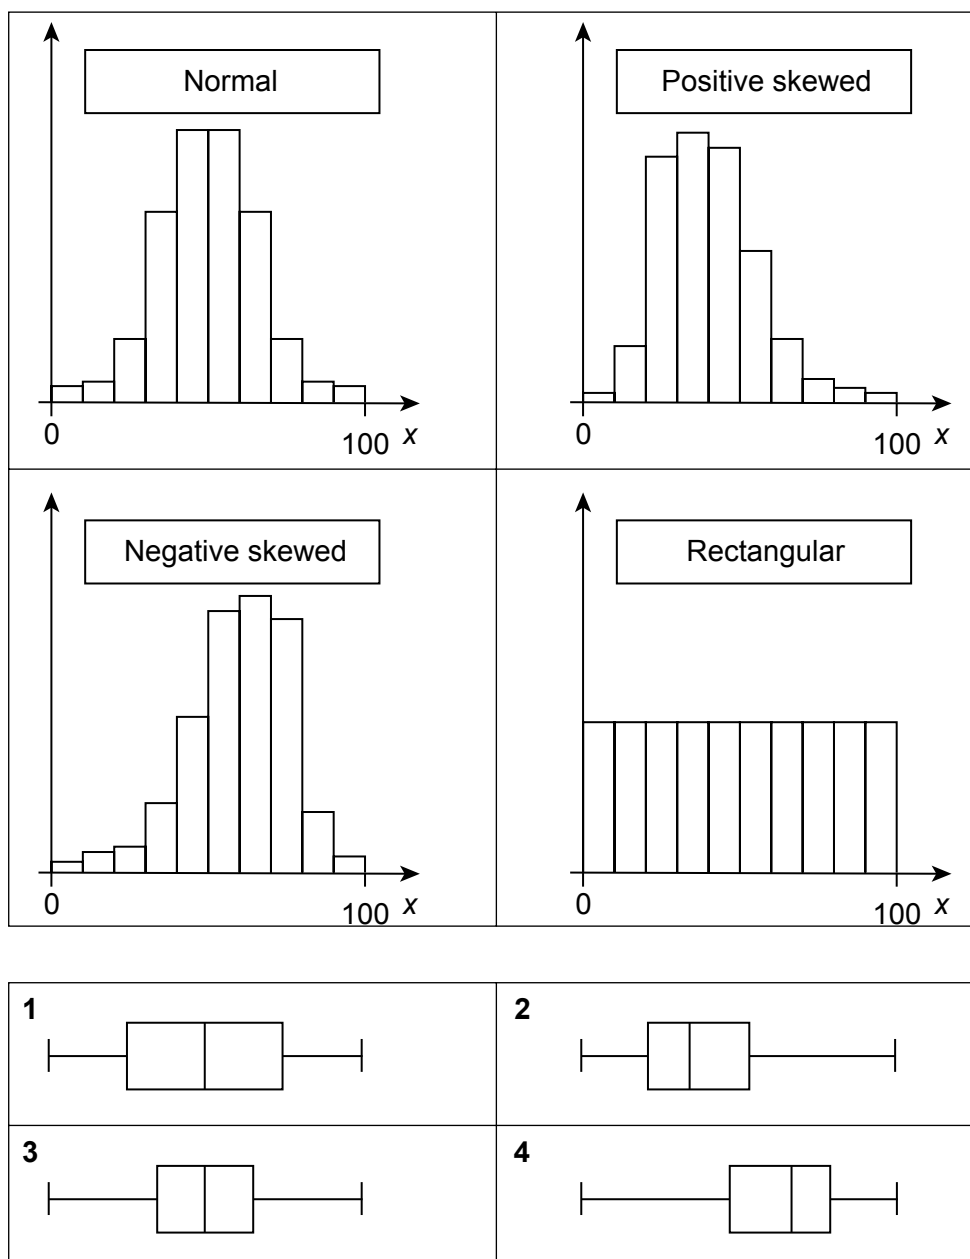 Normal
Positive skewed
0
100 x
0
100 x
Negative skewed
Rectangular
0
100 x
0
100 x
1
2
3
4